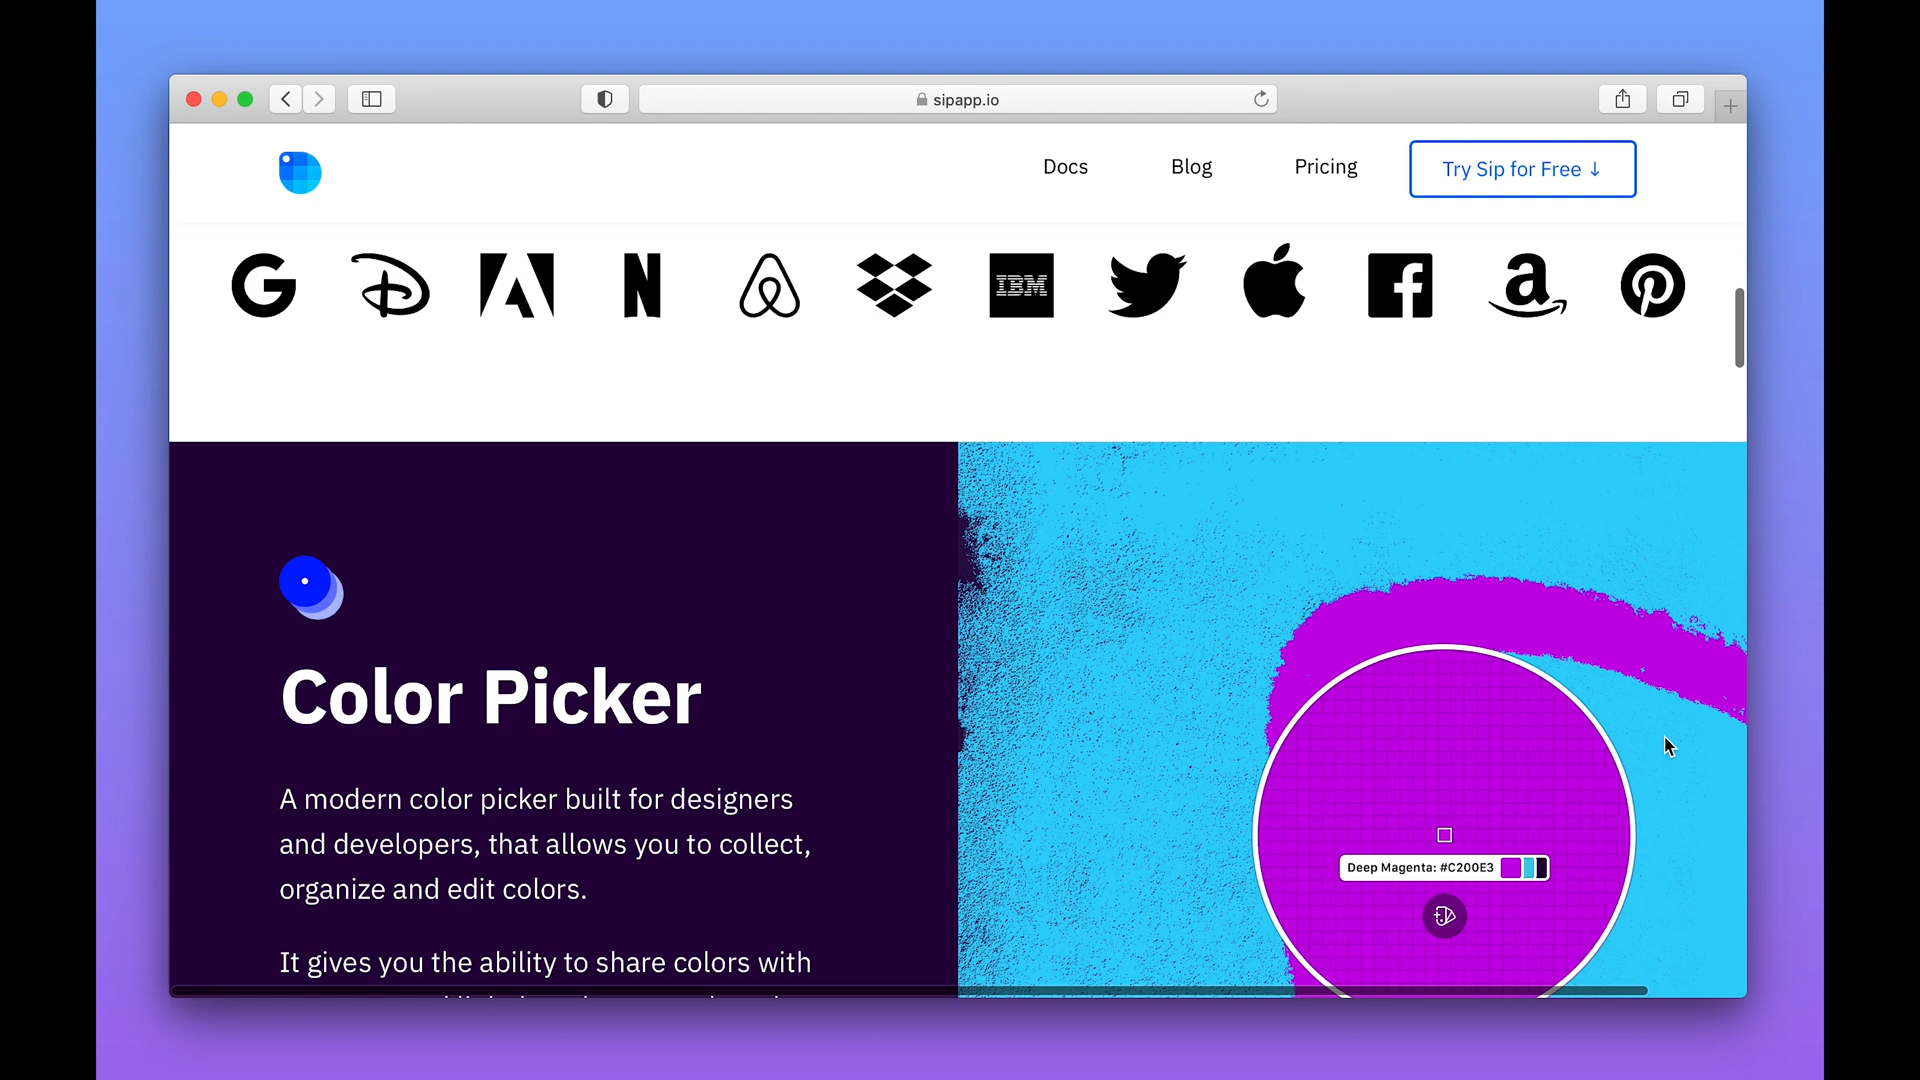 sipapp.io
Docs Blog Pricing Try Sip for Free ↓
IBM
Color Picker
A modern color picker built for designers
and developers, that allows you to collect,
organize and edit colors.
It gives you the ability to share colors with
Deep Magenta: #C200E3